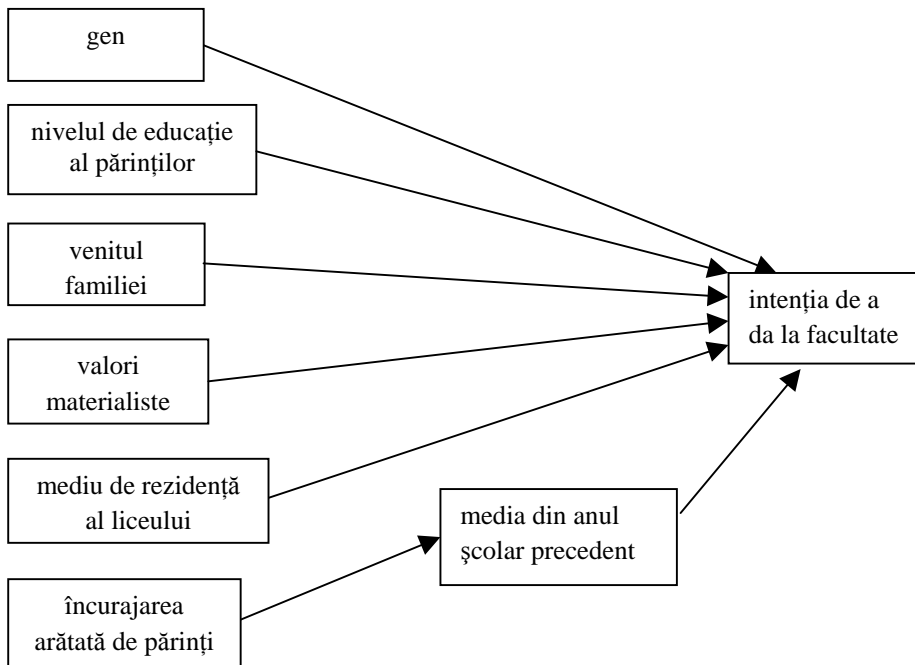 gen
nivelul de educație
al părinților
venitul
familiei
intenția de a
da la facultate
valori
materialiste
mediu de rezidență
al liceului
media din anul
şcolar precedent
încurajarea
arătată de părinți